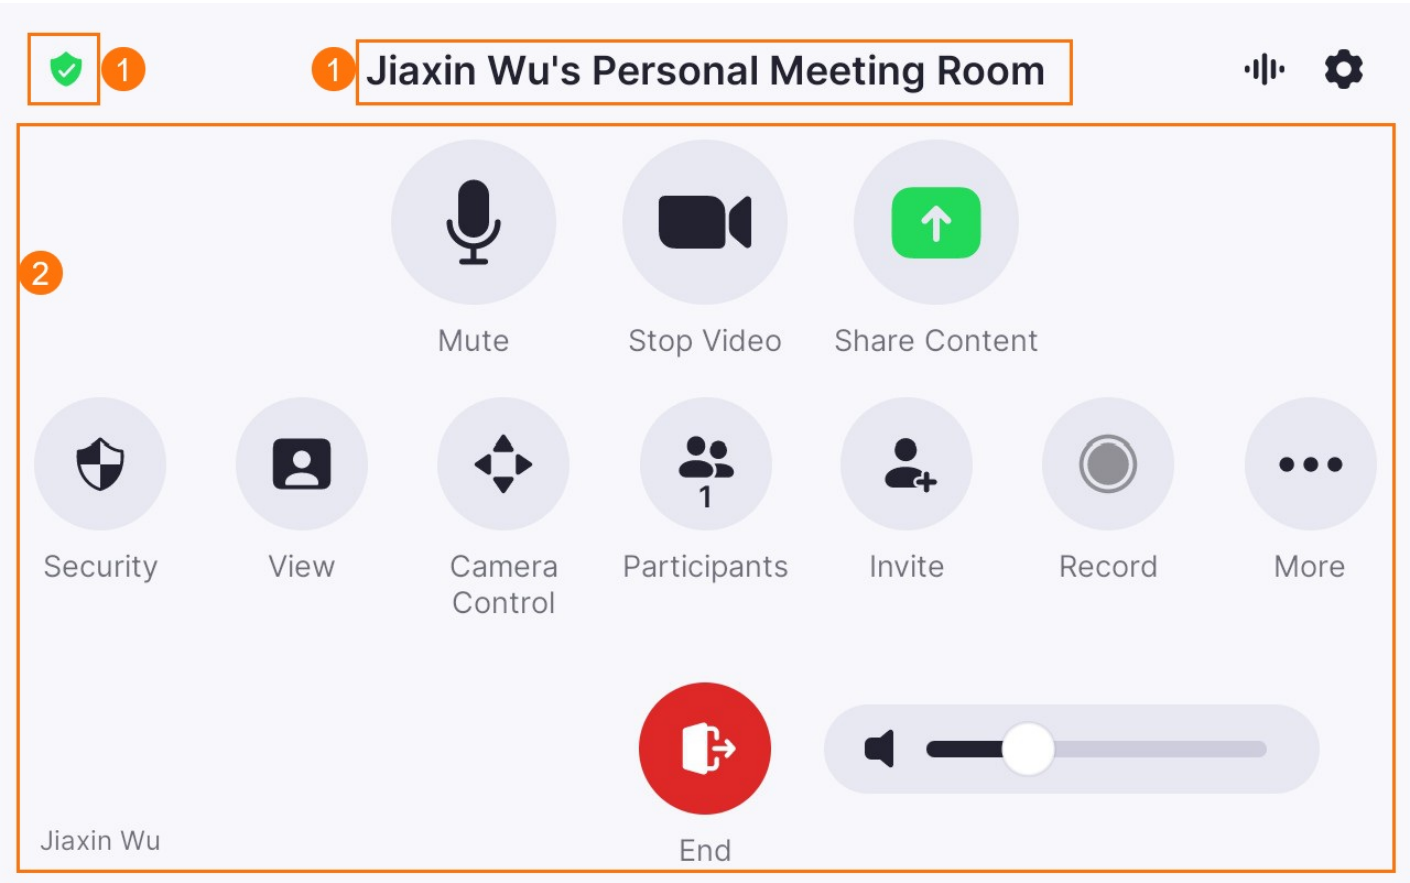 1
1 Jiaxin Wu's Personal Meeting Room
2
Mute Stop Video Share Content
1
Security View Camera Control Participants Invite Record More
End
Jiaxin Wu